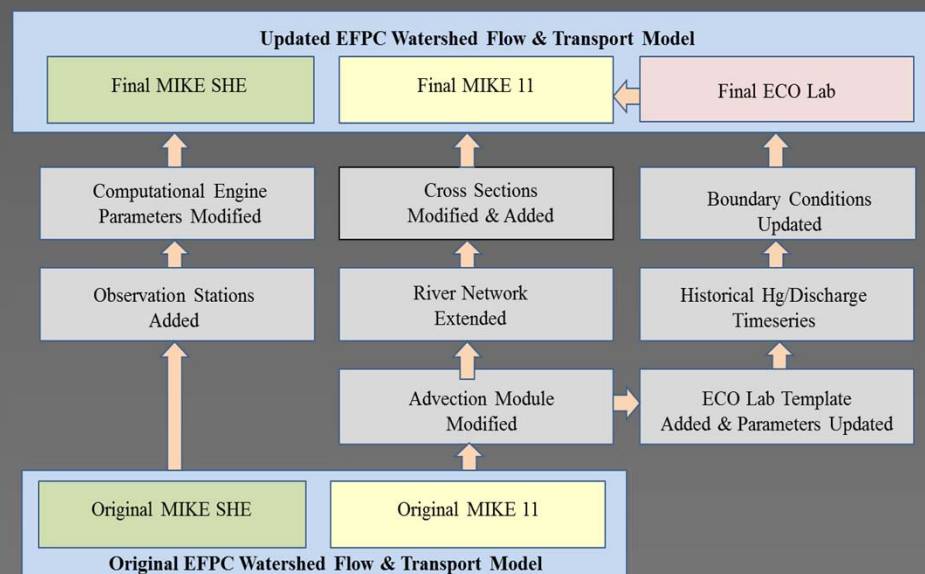 Updated EFPC Watershed Flow & Transport Model
Final MIKE SHE
Final MIKE 11
Final ECO Lab
Computational Engine
Parameters Modified
Cross Sections
Modified & Added
Boundary Conditions
Updated
Observation Stations
Added
River Network
Extended
Historical Hg/Discharge
Timeseries
Advection Module
Modified
ECO Lab Template
Added & Parameters Updated
Original MIKE SHE
Original MIKE 11
Original EFPC Watershed Flow & Transport Model